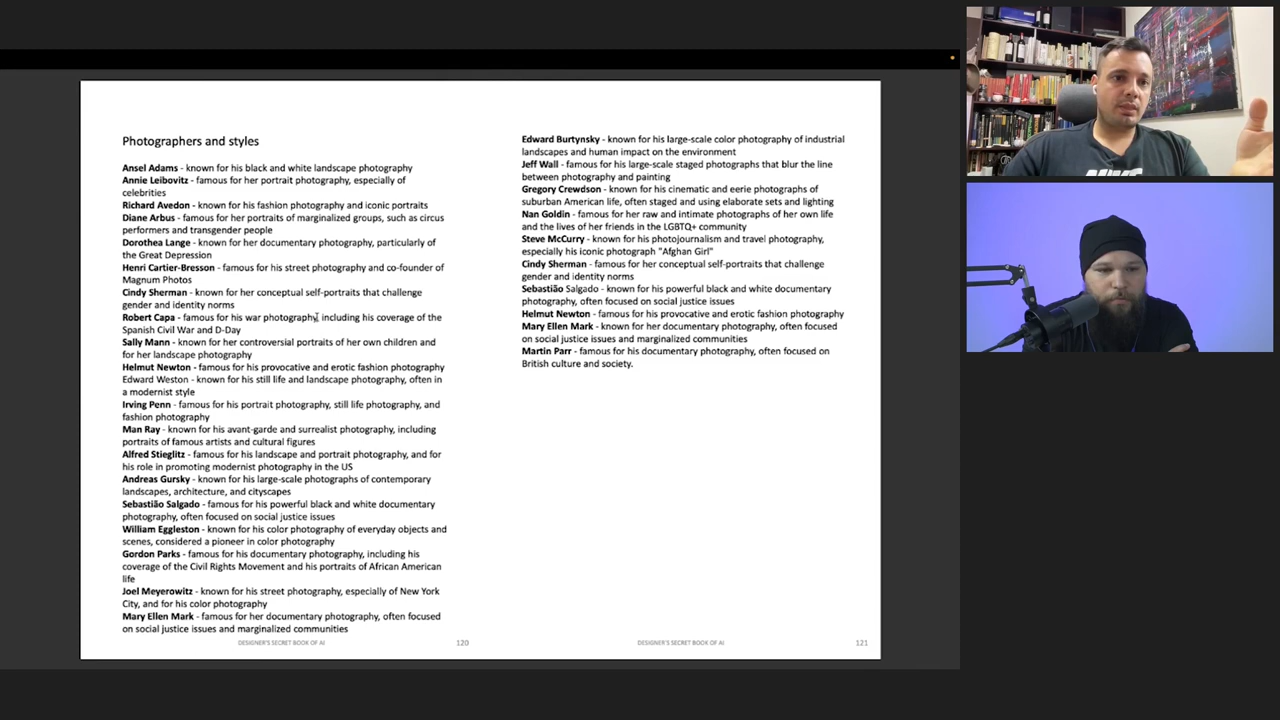 Photographers and styles
Ansel Adams - known for his black and white landscape photography
Annie Leibovitz - famous for her portrait photography, especially of
celebrities
Richard Avedon - known for his fashion photography and iconic portraits
Diane Arbus - famous for her portraits of marginalized groups, such as circus
performers and transgender people
Dorothea Lange - known for her documentary photography, particularly of
the Great Depression
Henri Cartier-Bresson - famous for his street photography and co-founder of
Magnum Photos
Cindy Sherman - known for her conceptual self-portraits that challenge
gender and identity norms
Robert Capa - famous for his war photography, including his coverage of the
Spanish Civil War and D-Day
Sally Mann - known for her controversial portraits of her own children and
for her landscape photography
Helmut Newton - famous for his provocative and erotic fashion photography
Edward Weston - known for his still life and landscape photography, often in
a modernist style
Irving Penn - famous for his portrait photography, still life photography, and
fashion photography
Man Ray - known for his avant-garde and surrealist photography, including
portraits of famous artists and cultural figures
Alfred Stieglitz - famous for his landscape and portrait photography, and for
his role in promoting modernist photography in the US
Andreas Gursky - known for his large-scale photographs of contemporary
landscapes, architecture, and cityscapes
Sebastião Salgado - famous for his powerful black and white documentary
photography, often focused on social justice issues
William Eggleston - known for his color photography of everyday objects and
scenes, considered a pioneer in color photography
Gordon Parks - famous for his documentary photography, including his
coverage of the Civil Rights Movement and his portraits of African American
life
Joel Meyerowitz - known for his street photography, especially of New York
City, and for his color photography
Mary Ellen Mark - famous for her documentary photography, often focused
on social justice issues and marginalized communities
DESIGNER'S SECRET BOOK OF AI
120
Edward Burtynsky - known for his large-scale color photography of industrial
landscapes and human impact on the environment
Jeff Wall - famous for his large-scale staged photographs that blur the line
between photography and painting
Gregory Crewdson - known for his cinematic and eerie photographs of
suburban American life, often staged and using elaborate sets and lighting
Nan Goldin - famous for her raw and intimate photographs of her own life
and the lives of her friends in the LGBTQ+ community
Steve McCurry - known for his photojournalism and travel photography,
especially his iconic photograph "Afghan Girl"
Cindy Sherman - famous for her conceptual self-portraits that challenge
gender and identity norms
Sebastião Salgado - known for his powerful black and white documentary
photography, often focused on social justice issues
Helmut Newton - famous for his provocative and erotic fashion photography
Mary Ellen Mark - known for her documentary photography, often focused
on social justice issues and marginalized communities
Martin Parr - famous for his documentary photography, often focused on
British culture and society.
DESIGNER'S SECRET BOOK OF AI
121